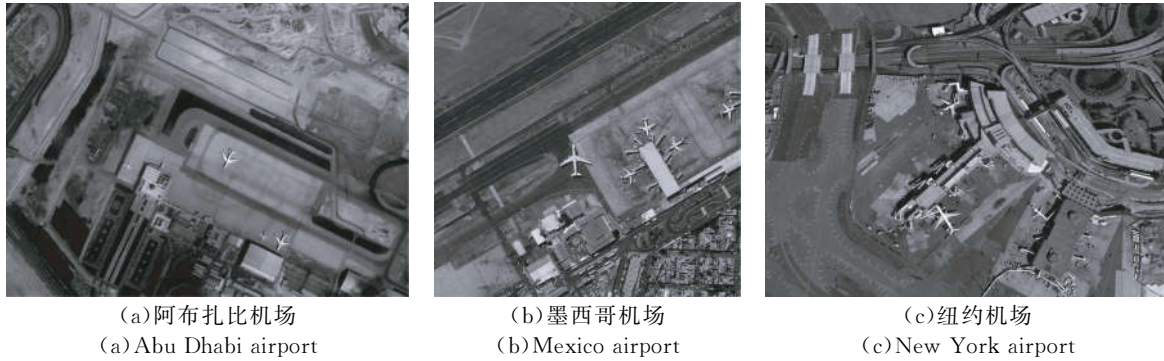 (a)阿布扎比机场
(a)Abu Dhabi airport
(b)墨西哥机场
(b)Mexico airport
(c)纽约机场
(c)New York airport